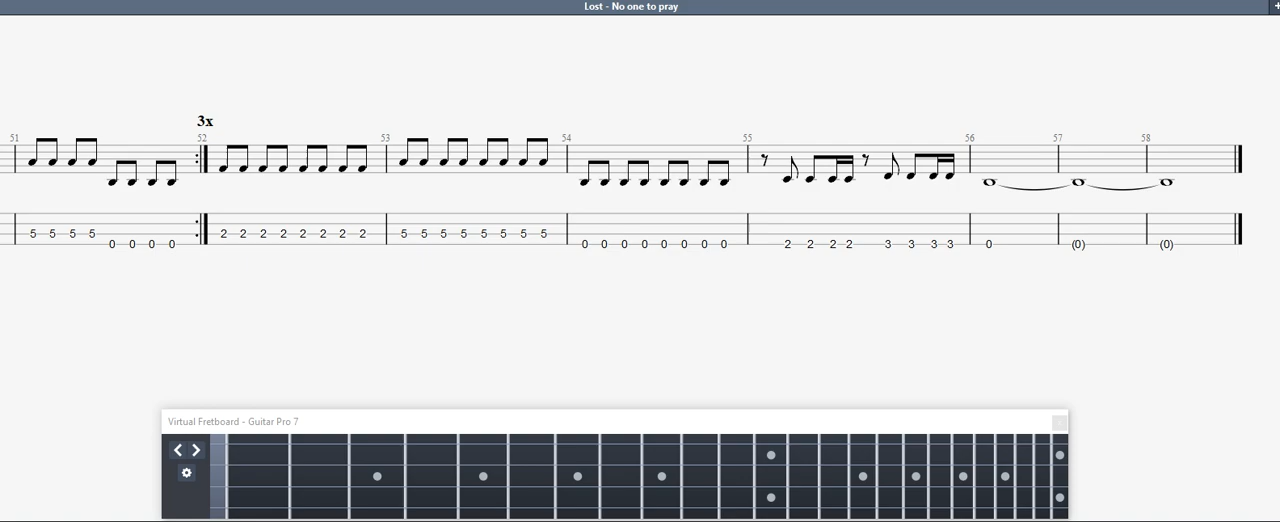 Lost - No one to pray
3x
51 52 53 54 55 56 57 58
5 5 5 5 0 0 0 0 2 2 2 2 2 2 2 2 5 5 5 5 5 5 5 5 0 0 0 0 0 0 0 0 2 2 2 2 3 3 3 3 0 (0) (0)
Virtual Fretboard - Guitar Pro 7